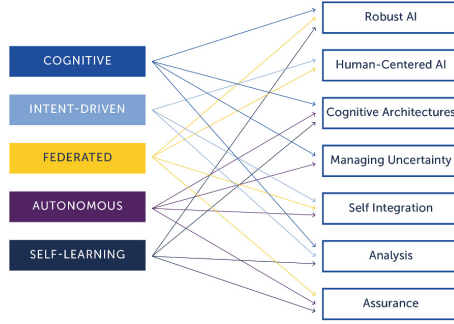 COGNITIVE
INTENT-DRIVEN
FEDERATED
AUTONOMOUS
SELF-LEARNING
Robust AI
Human-Centered AI
Cognitive Architectures
Managing Uncertainty
Self Integration
Analysis
Assurance